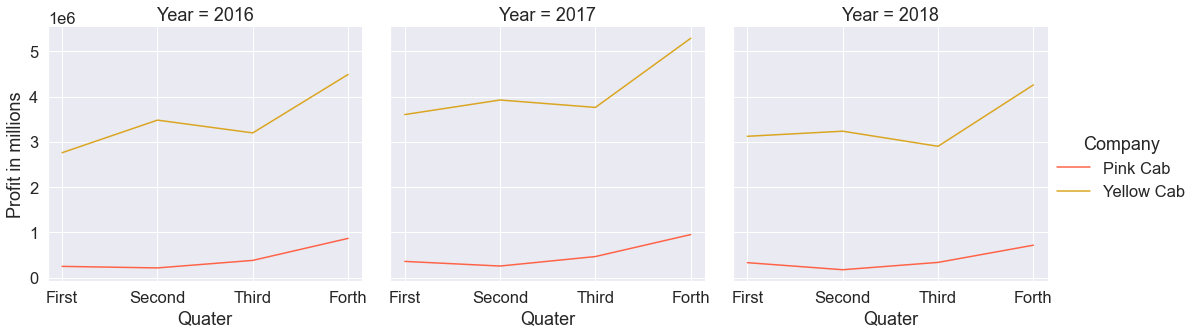 Year = 2016
Year = 2017
Year = 2018
1e6
5
4
3
2
1
0
Profit in millions
First Second Third Forth
First Second Third Forth
First Second Third Forth
Quater
Quater
Quater
Company
Pink Cab
Yellow Cab